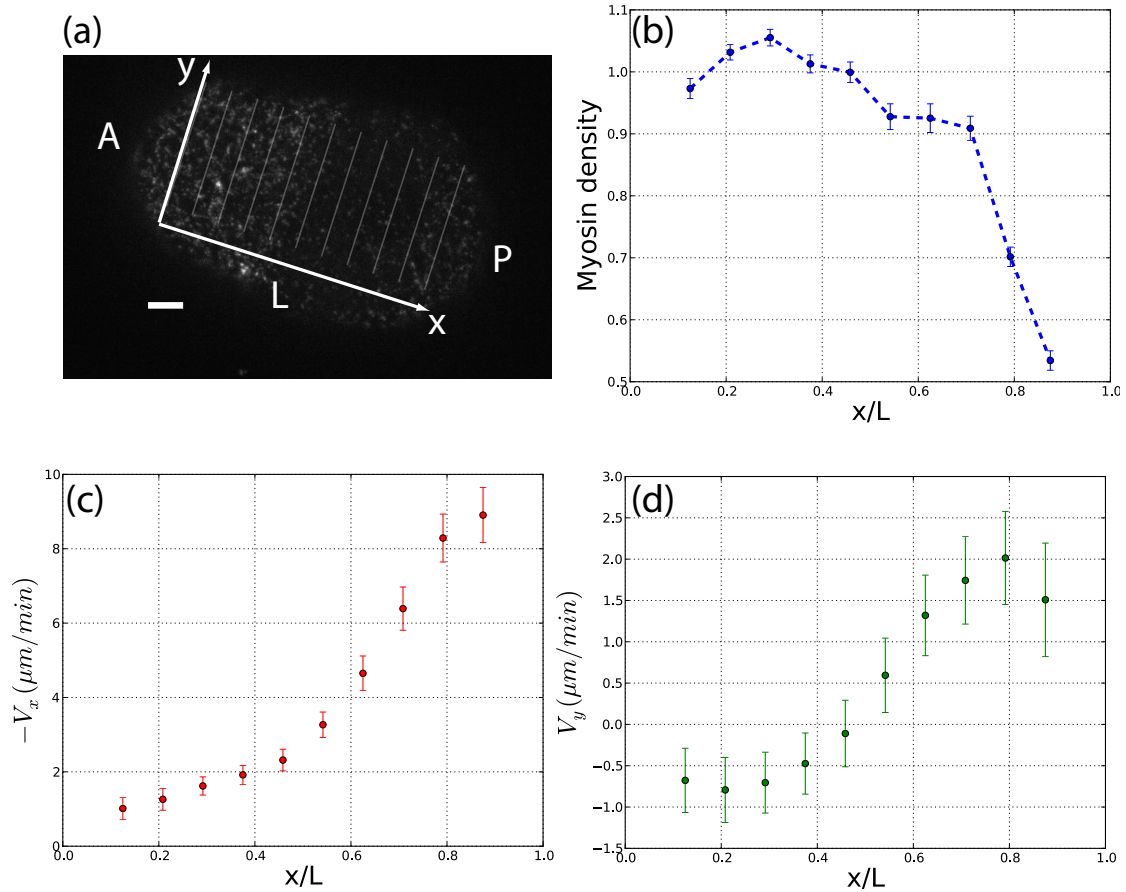 (a)
y
A
P
L
x
(b)
Myosin density
1.0
0.9
0.8
0.7
0.6
0.5
0.0 0.2 0.4 0.6 0.8 1.0
x/L
(c)
−Vx (μm/min)
10
8
6
4
2
0
0.0 0.2 0.4 0.6 0.8 1.0
x/L
(d)
Vy (μm/min)
3.0
2.5
2.0
1.5
1.0
0.5
0.0
−0.5
−1.0
−1.5
0.0 0.2 0.4 0.6 0.8 1.0
x/L